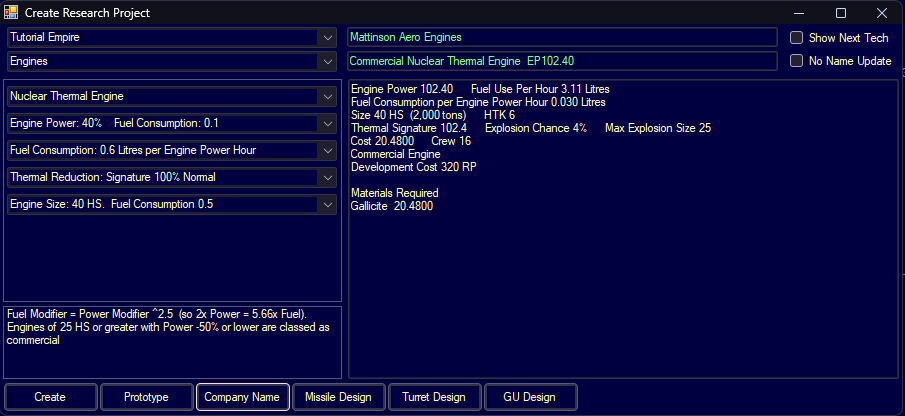 Create Research Project
Tutorial Empire
Mattinson Aero Engines
Show Next Tech
Engines
Commercial Nuclear Thermal Engine  EP102.40
No Name Update
Nuclear Thermal Engine
Engine Power: 40%    Fuel Consumption: 0.1
Fuel Consumption: 0.6 Litres per Engine Power Hour
Thermal Reduction: Signature 100% Normal
Engine Size: 40 HS.  Fuel Consumption 0.5
Fuel Modifier = Power Modifier ^2.5  (so 2x Power = 5.66x Fuel).
Engines of 25 HS or greater with Power -50% or lower are classed as
commercial
Engine Power 102.40     Fuel Use Per Hour 3.11 Litres
Fuel Consumption per Engine Power Hour 0.030 Litres
Size 40 HS  (2,000 tons)     HTK 6
Thermal Signature 102.4     Explosion Chance 4%     Max Explosion Size 25
Cost 20.4800     Crew 16
Commercial Engine
Development Cost 320 RP
Materials Required
Gallicite  20.4800
Create
Prototype
Company Name
Missile Design
Turret Design
GU Design